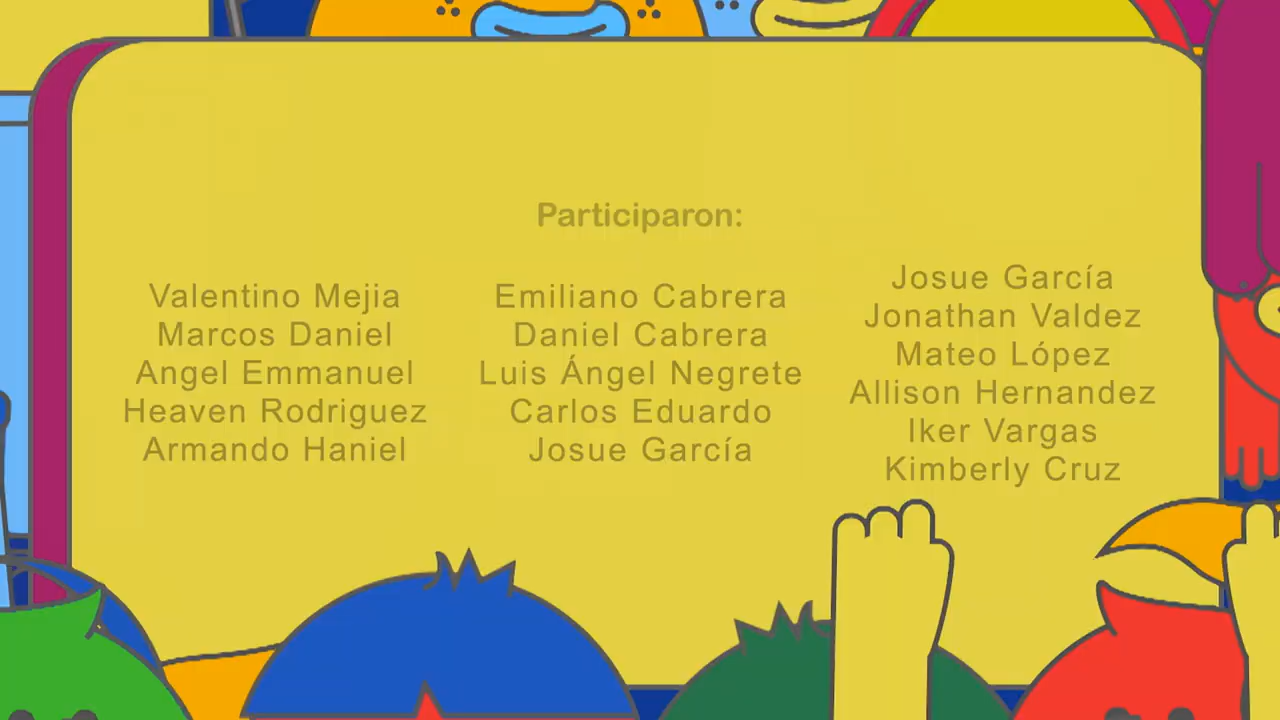 Participaron:
Valentino Mejia
Marcos Daniel
Angel Emmanuel
Heaven Rodriguez
Armando Haniel
Emiliano Cabrera
Daniel Cabrera
Luis Ángel Negrete
Carlos Eduardo
Josue García
Josue García
Jonathan Valdez
Mateo López
Allison Hernandez
Iker Vargas
Kimberly Cruz